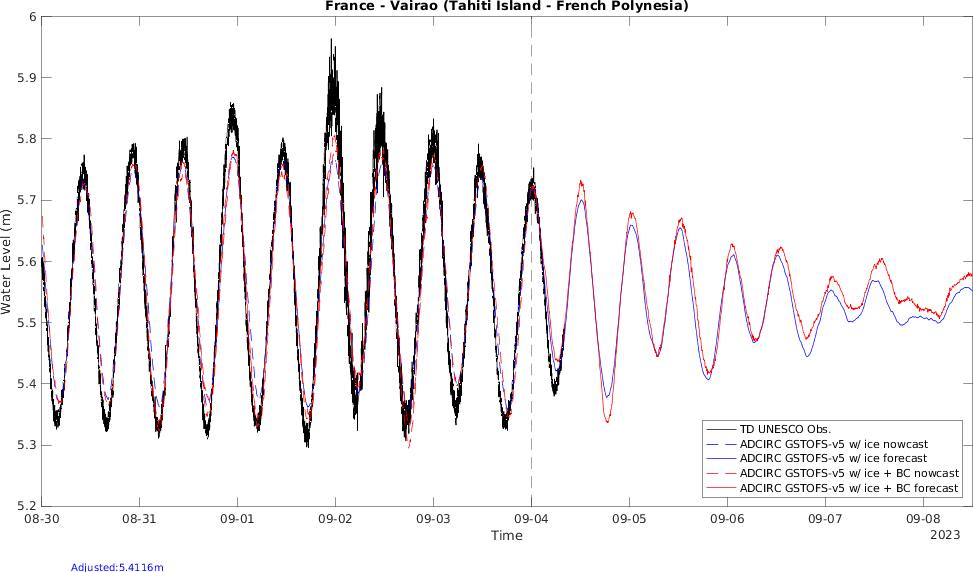 France - Vairao (Tahiti Island - French Polynesia)
6
5.9
5.8
5.7
5.6
5.5
5.4
5.3
5.2
Water Level (m)
TD UNESCO Obs.
ADCIRC GSTOFS-v5 w/ ice nowcast
ADCIRC GSTOFS-v5 w/ ice forecast
ADCIRC GSTOFS-v5 w/ ice + BC nowcast
ADCIRC GSTOFS-v5 w/ ice + BC forecast
08-30 08-31 09-01 09-02 09-03 09-04 09-05 09-06 09-07 09-08
Time
2023
Adjusted:5.4116m